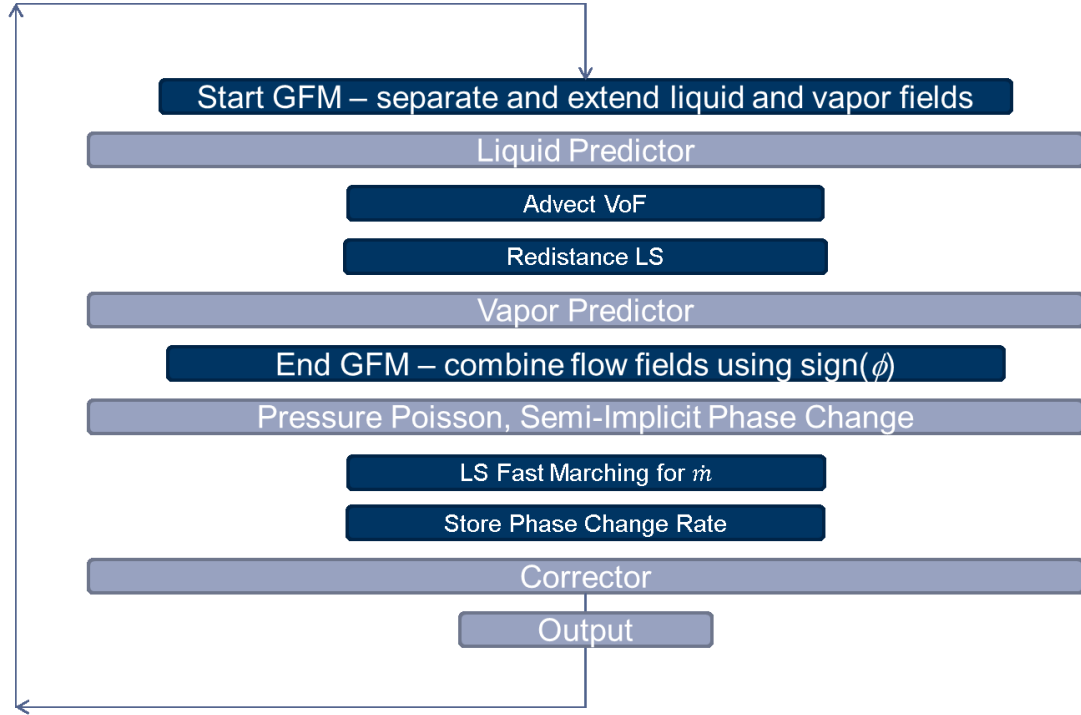 Start GFM – separate and extend liquid and vapor fields
Liquid Predictor
Advect VoF
Redistance LS
Vapor Predictor
End GFM – combine flow fields using sign(ϕ)
Pressure Poisson, Semi-Implicit Phase Change
LS Fast Marching for ṁ
Store Phase Change Rate
Corrector
Output